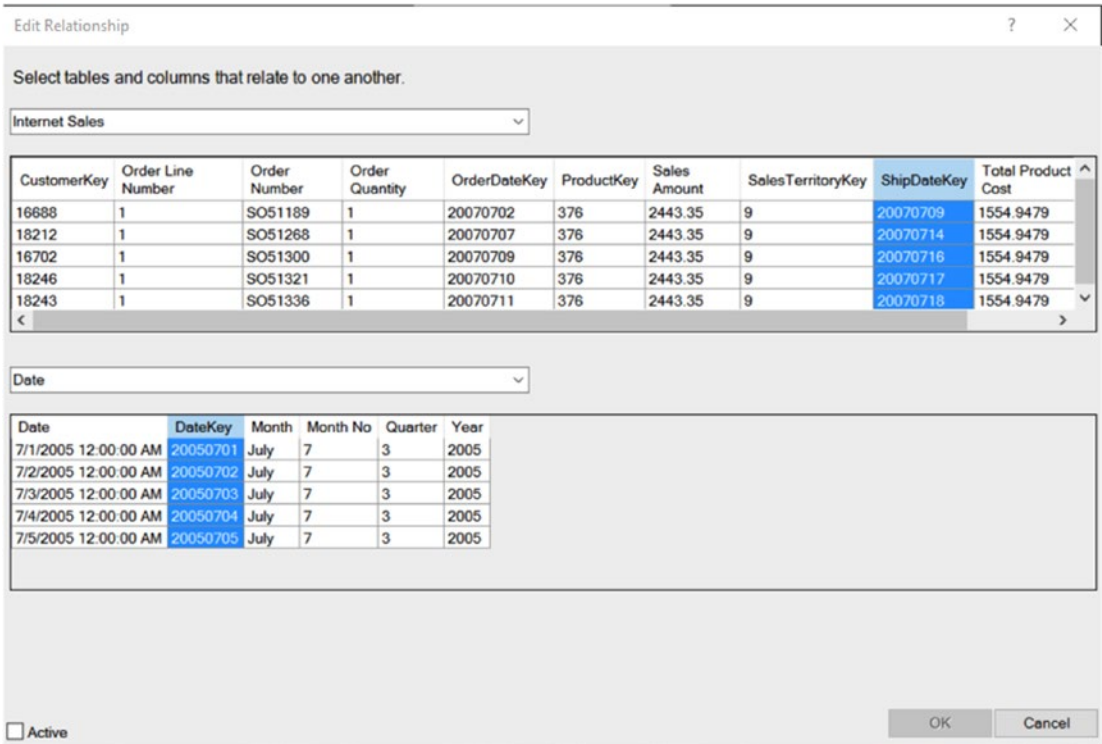 Edit Relationship ? ×
Select tables and columns that relate to one another.
Internet Sales
CustomerKey Order Line Number Order Number Order Quantity OrderDateKey ProductKey Sales Amount SalesTerritoryKey ShipDateKey Total Product Cost
16688 1 SO51189 1 20070702 376 2443.35 9 20070709 1554.9479
18212 1 SO51268 1 20070707 376 2443.35 9 20070714 1554.9479
16702 1 SO51300 1 20070709 376 2443.35 9 20070716 1554.9479
18246 1 SO51321 1 20070710 376 2443.35 9 20070717 1554.9479
18243 1 SO51336 1 20070711 376 2443.35 9 20070718 1554.9479
Date
Date DateKey Month Month No Quarter Year
7/1/2005 12:00:00 AM 20050701 July 7 3 2005
7/2/2005 12:00:00 AM 20050702 July 7 3 2005
7/3/2005 12:00:00 AM 20050703 July 7 3 2005
7/4/2005 12:00:00 AM 20050704 July 7 3 2005
7/5/2005 12:00:00 AM 20050705 July 7 3 2005
Active OK Cancel